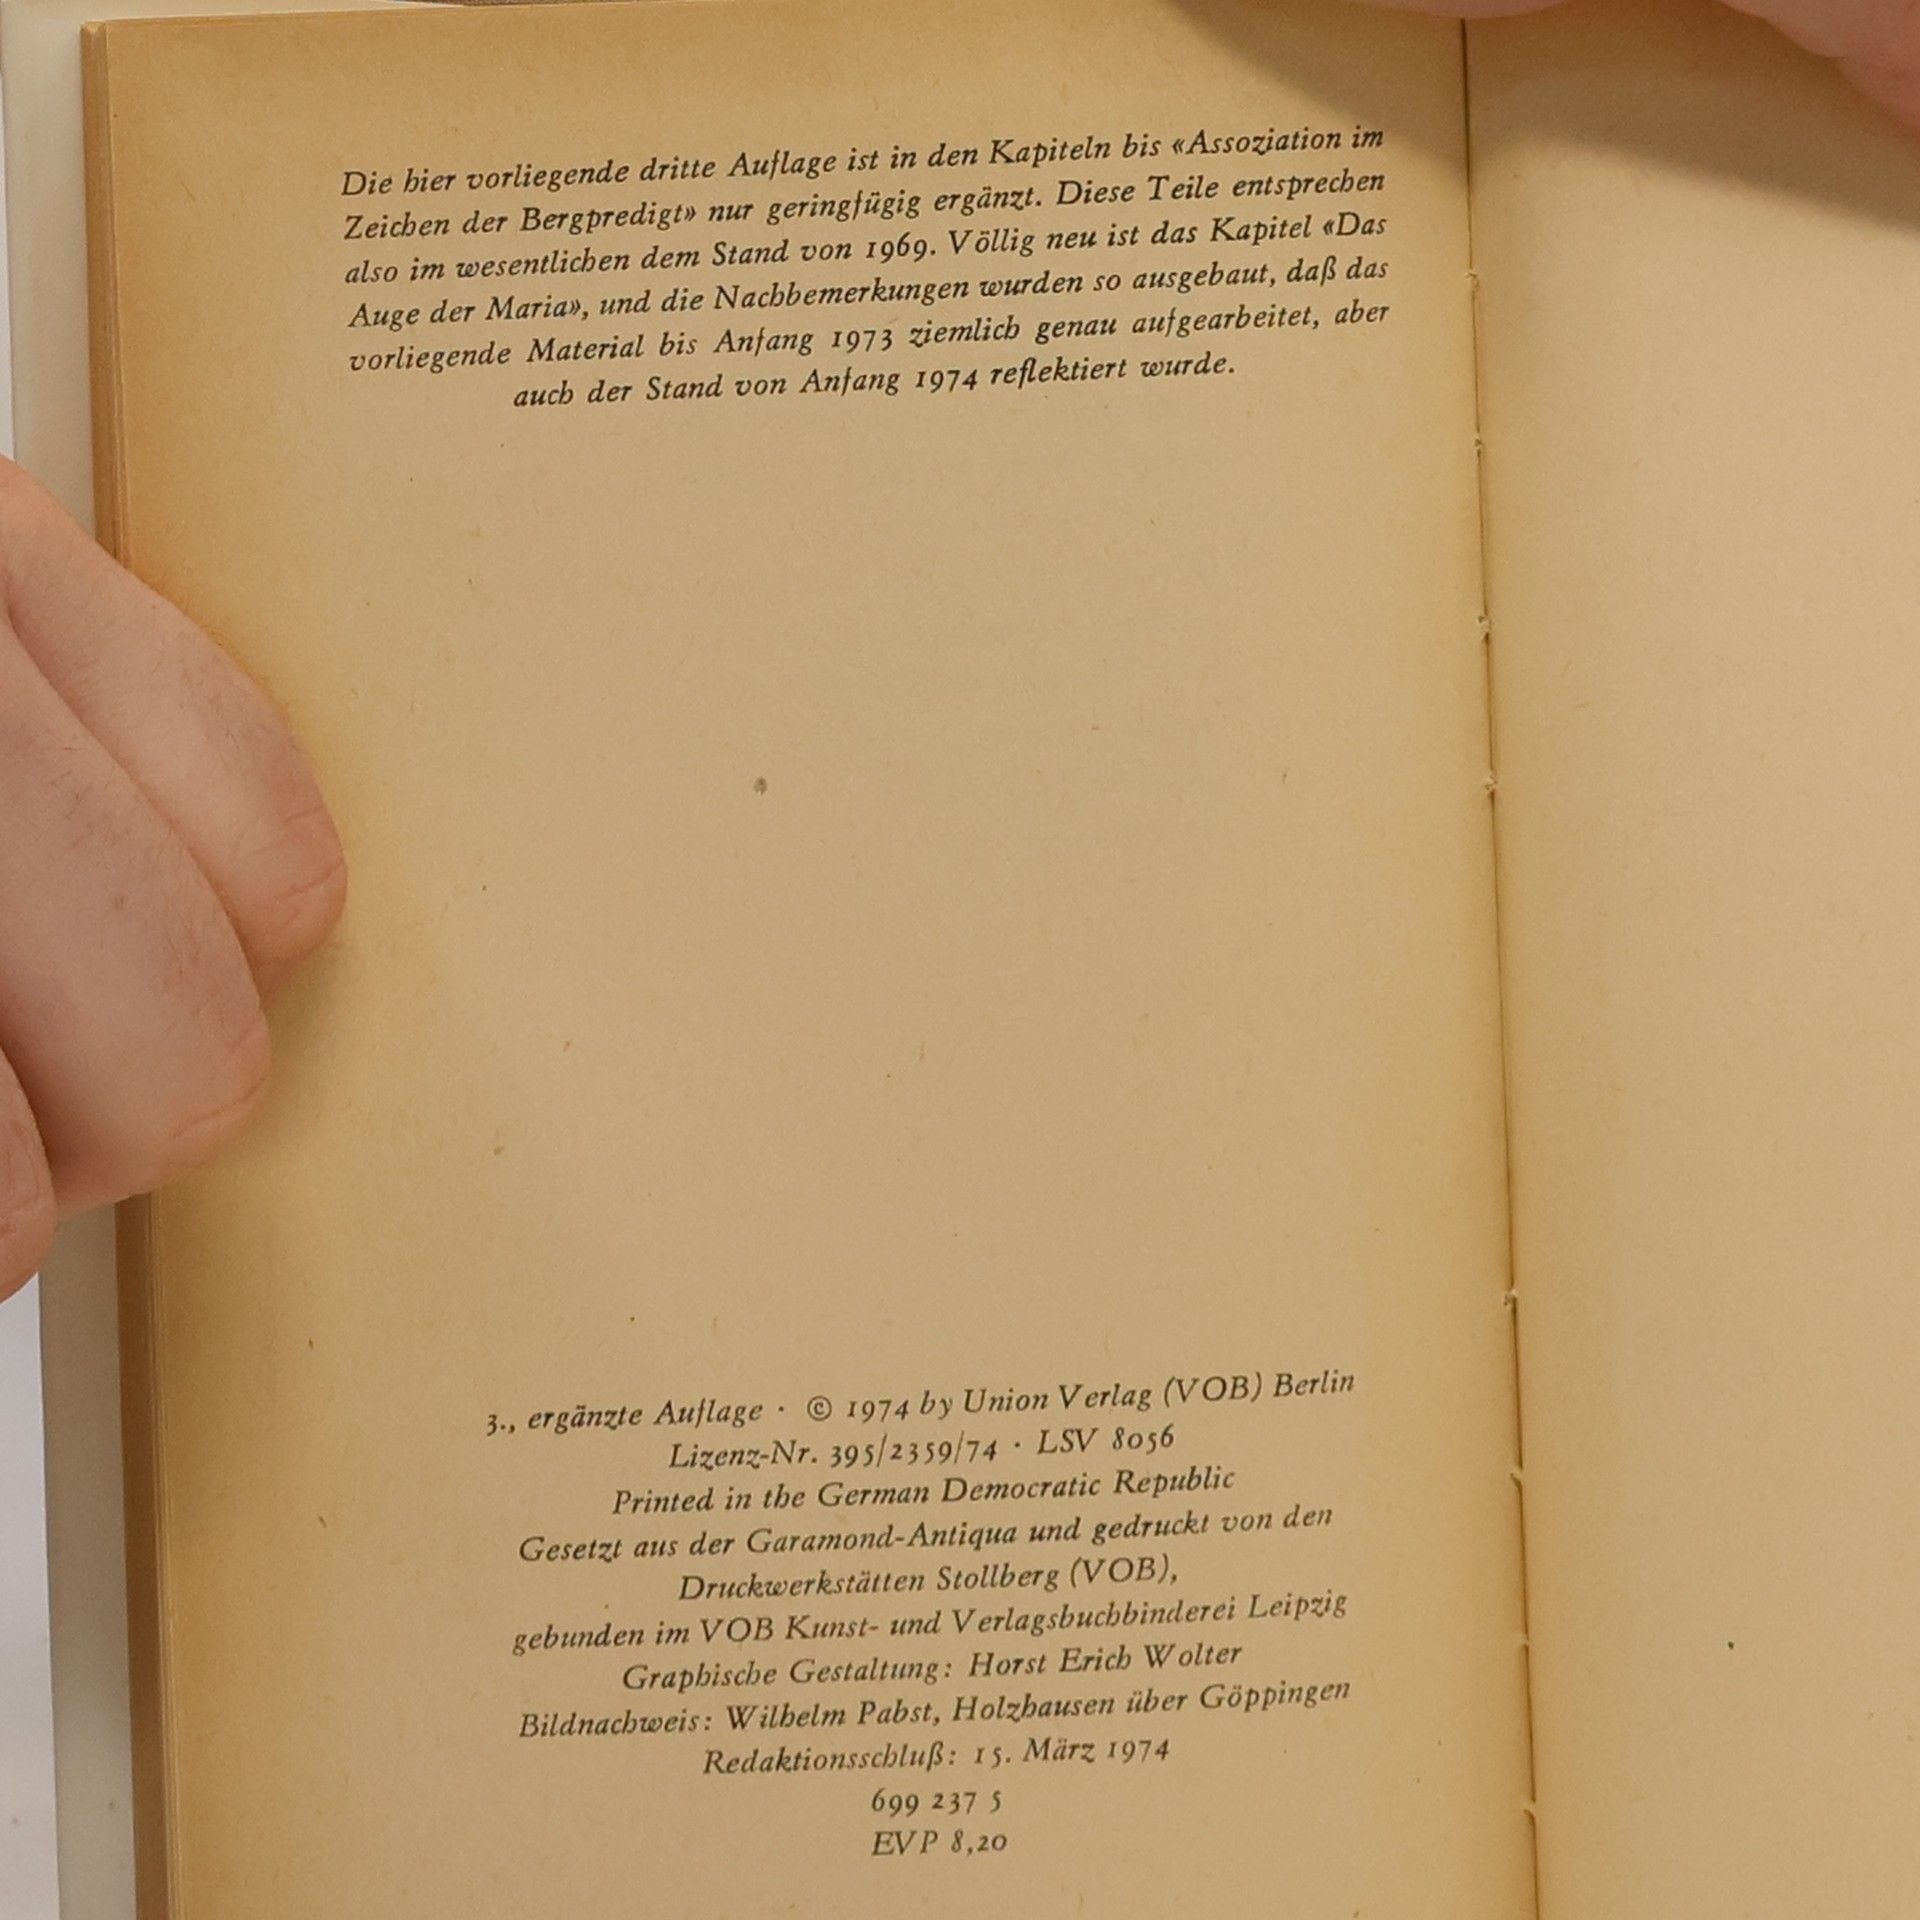 Die hier vorliegende dritte Auflage ist in den Kapiteln bis «Assoziation im
Zeichen der Bergpredigt» nur geringfügig ergänzt. Diese Teile entsprechen
also im wesentlichen dem Stand von 1969. Völlig neu ist das Kapitel «Das
Auge der Maria», und die Nachbemerkungen wurden so ausgebaut, daß das
vorliegende Material bis Anfang 1973 ziemlich genau aufgearbeitet, aber
auch der Stand von Anfang 1974 reflektiert wurde.
3., ergänzte Auflage · © 1974 by Union Verlag (VOB) Berlin
Lizenz-Nr. 395/2359/74 · LSV 8056
Printed in the German Democratic Republic
Gesetzt aus der Garamond-Antiqua und gedruckt von den
Druckwerkstätten Stollberg (VOB),
gebunden im VOB Kunst- und Verlagsbuchbinderei Leipzig
Graphische Gestaltung: Horst Erich Wolter
Bildnachweis: Wilhelm Pabst, Holzhausen über Göppingen
Redaktionsschluß: 15. März 1974
699 237 5
EVP 8,20